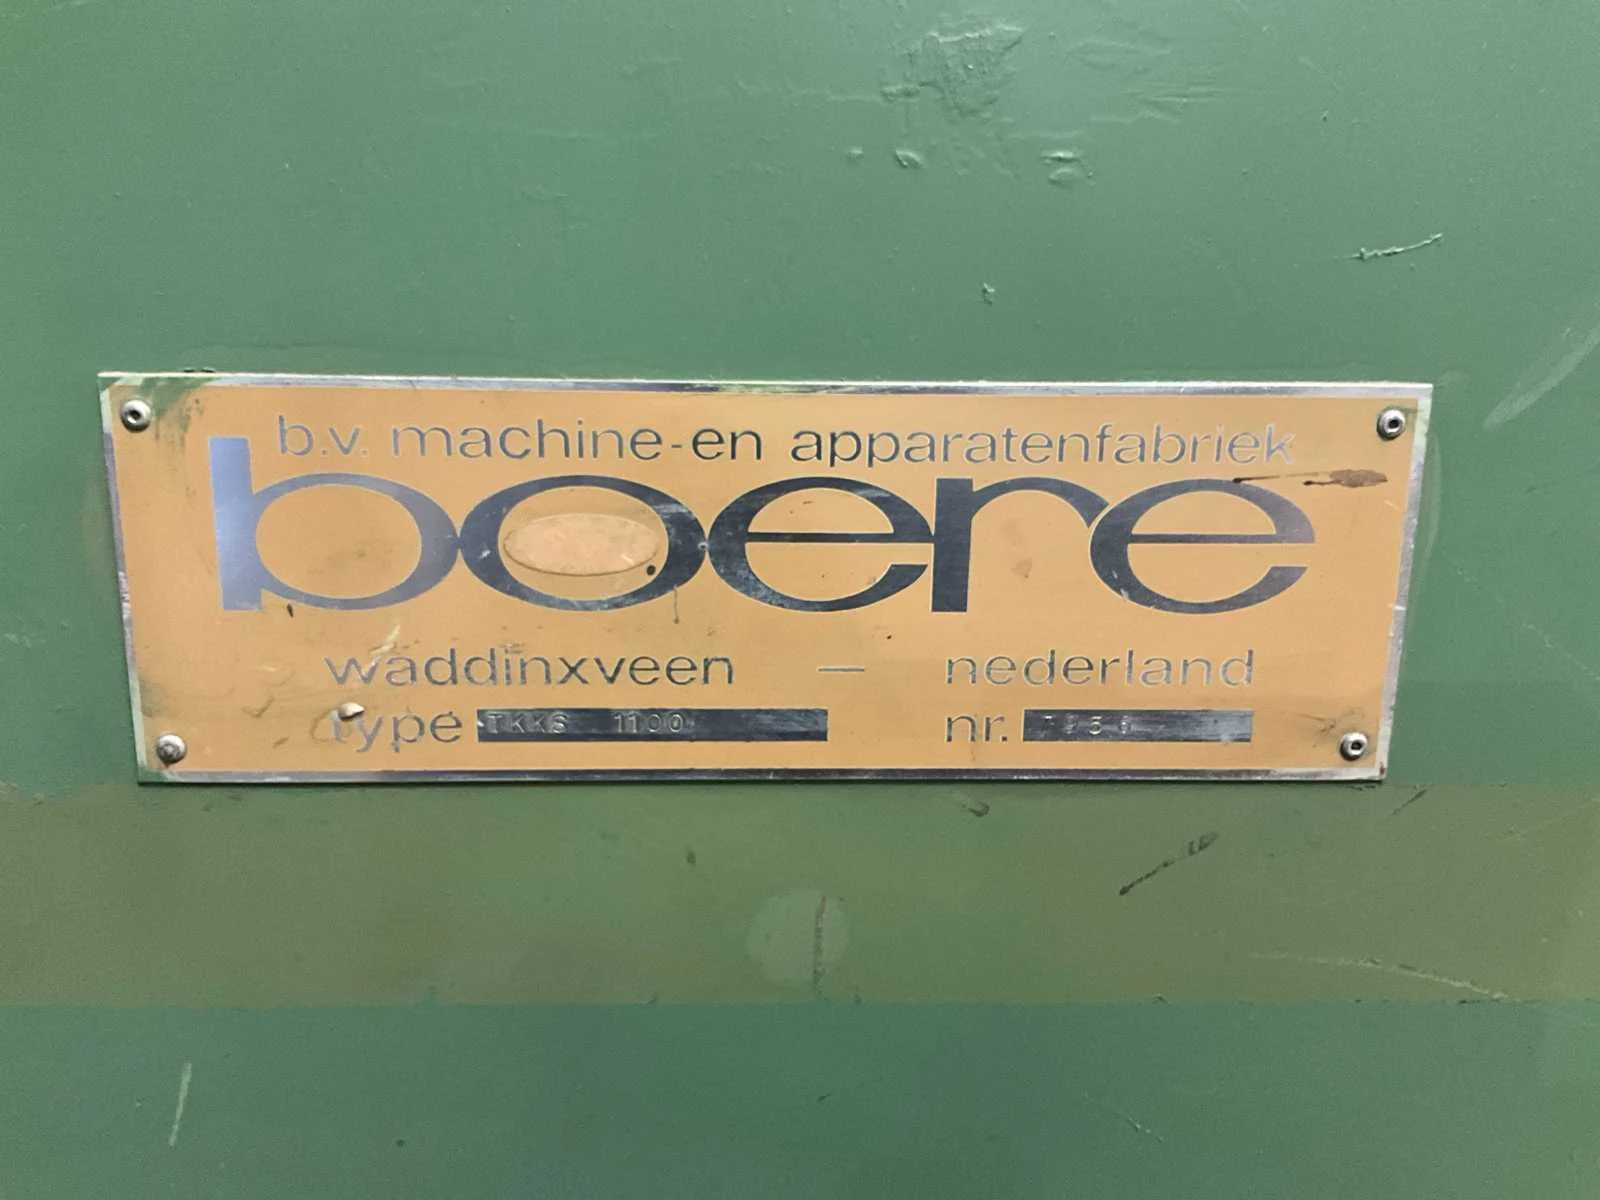 b.v. machine-en apparatenfabriek
boere
waddinxveen — nederland
type TKKS 1100 nr.